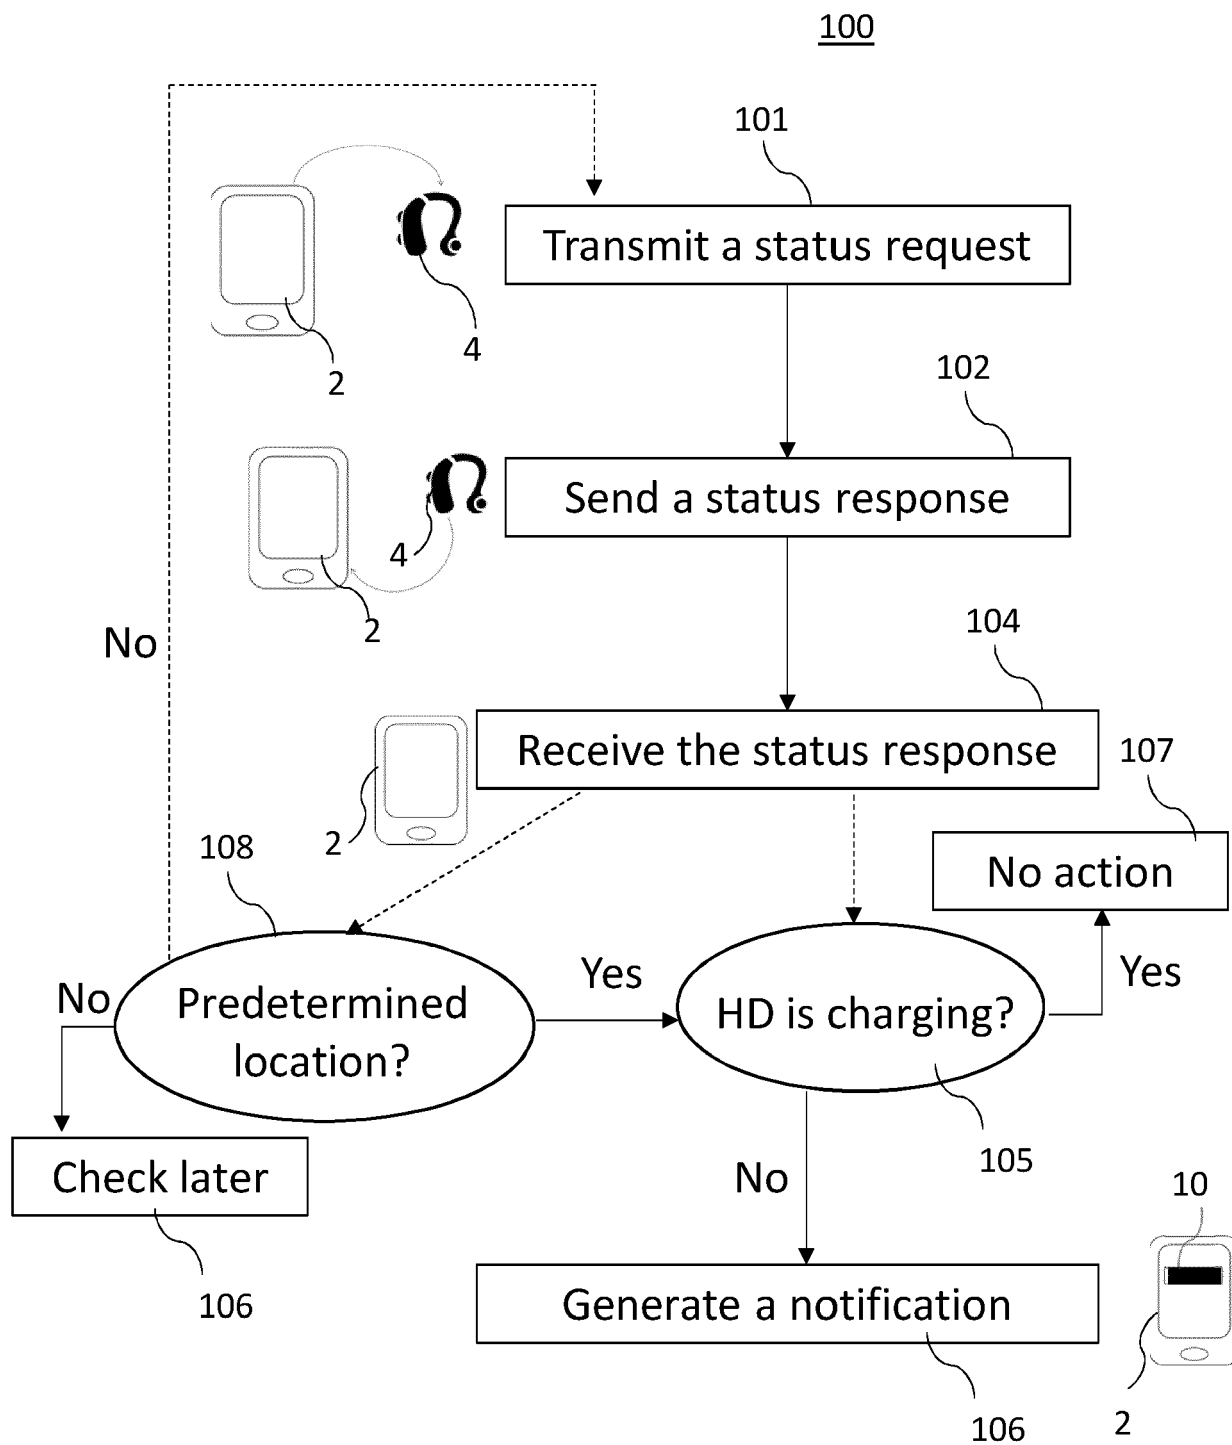 100
101
Transmit a status request
4
2
102
Send a status response
4
2
No
104
Receive the status response
107
2
108
No action
Yes
Yes
No
Predetermined
location?
HD is charging?
Check later
105
No
10
106
Generate a notification
106
2